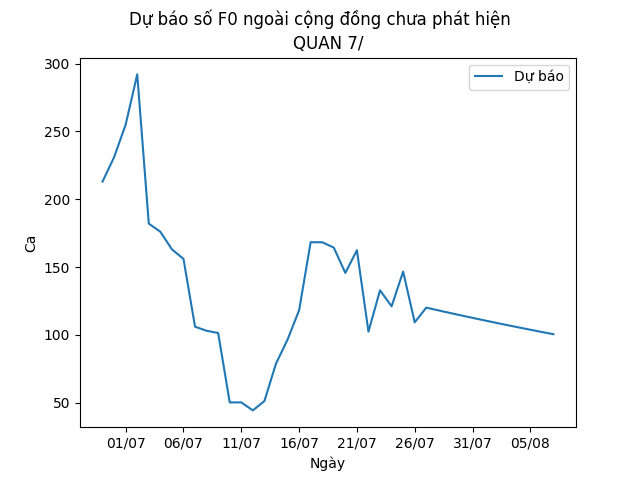 Dự báo số F0 ngoài cộng đồng chưa phát hiện
QUAN 7/
Dự báo
300
250
200
150
100
50
Ca
01/07 06/07 11/07 16/07 21/07 26/07 31/07 05/08
Ngày